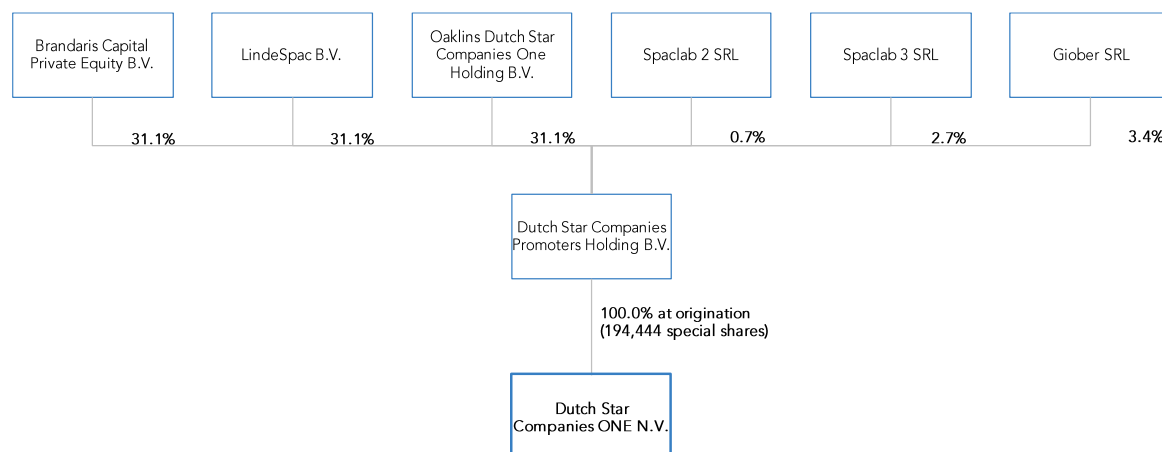 Brandaris Capital
Private Equity B.V.
LindeSpac B.V.
Oaklins Dutch Star
Companies One
Holding B.V.
Spaclab 2 SRL
Spaclab 3 SRL
Giober SRL
31.1%
31.1%
31.1%
0.7%
2.7%
3.4%
Dutch Star Companies
Promoters Holding B.V.
100.0% at origination
(194,444 special shares)
Dutch Star
Companies ONE N.V.